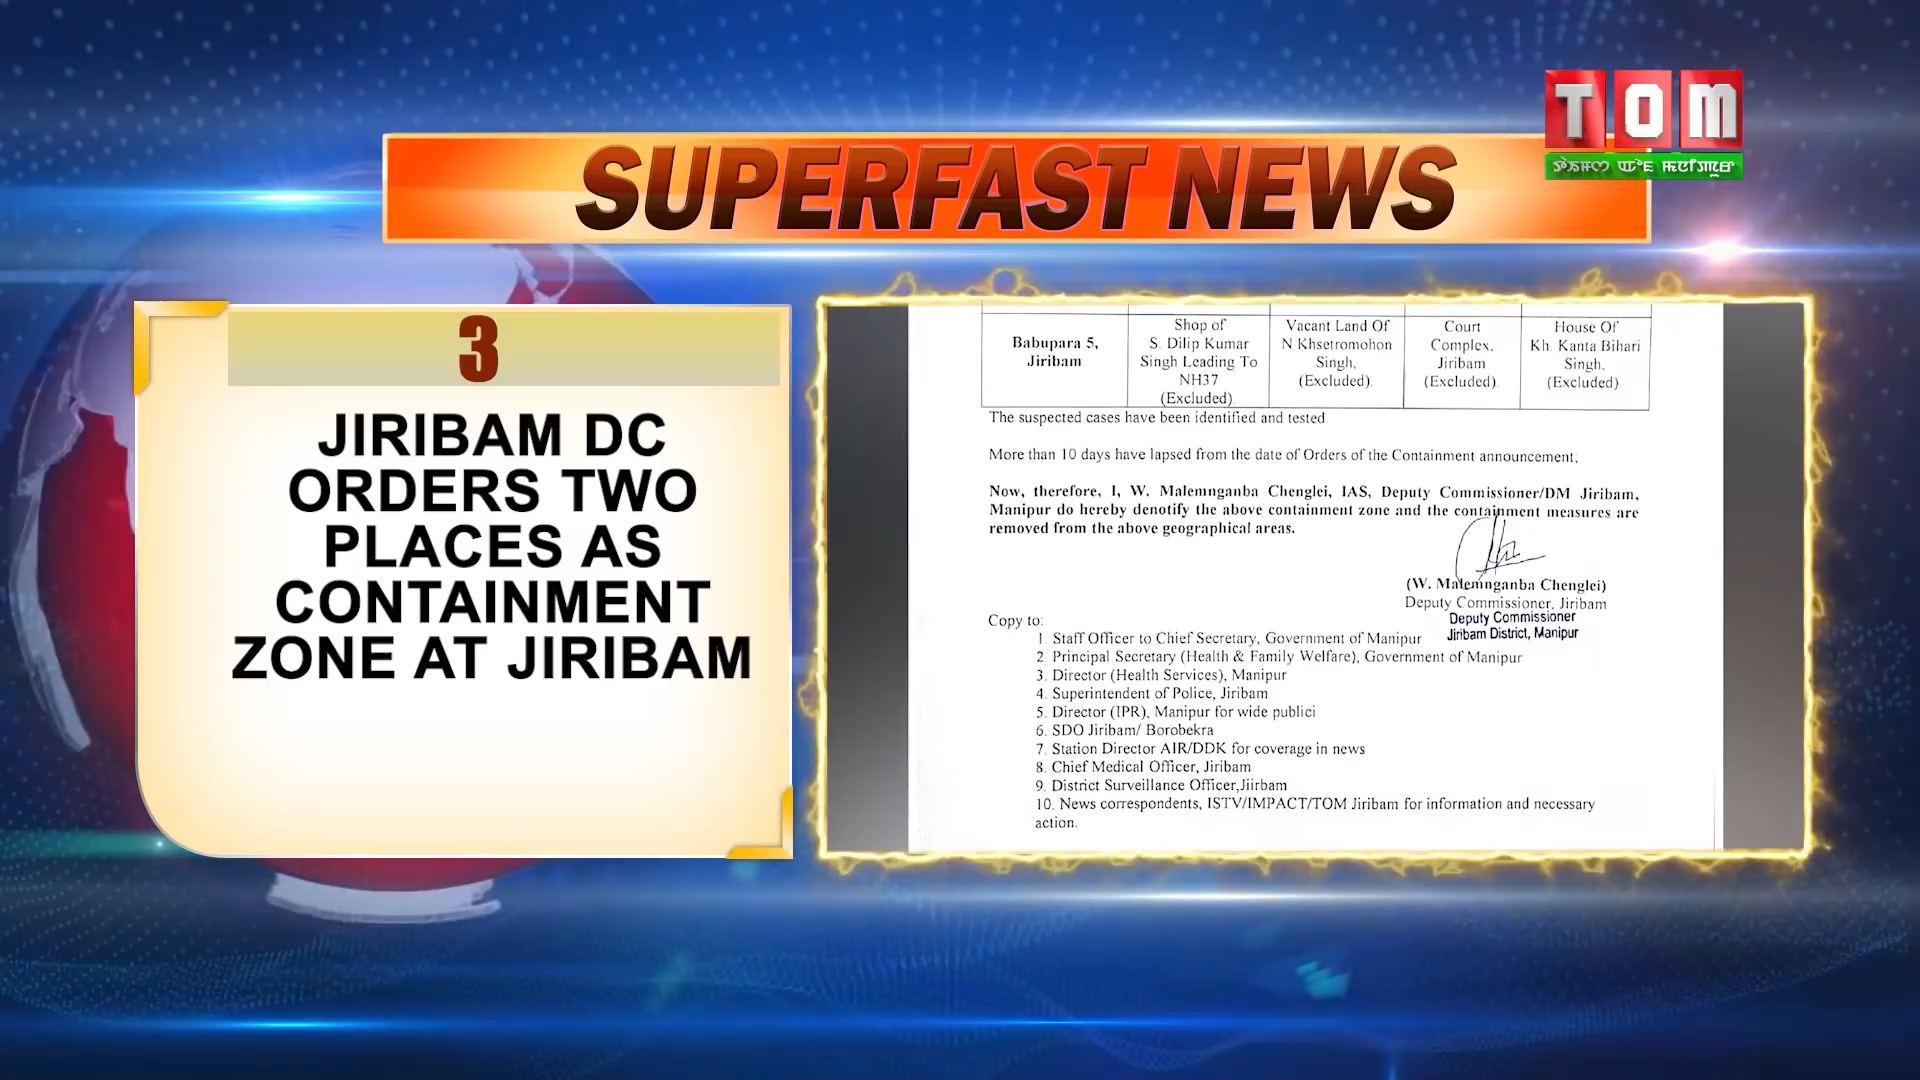 TOM
SUPERFAST NEWS
3
JIRIBAM DC
ORDERS TWO
PLACES AS
CONTAINMENT
ZONE AT JIRIBAM
Babupara 5,
Jiribam
Shop of
S. Dilip Kumar
Singh Leading To
NH37
(Excluded).
Vacant Land Of
N Khsetromohon
Singh,
(Excluded).
Court
Complex,
Jiribam
(Excluded).
House Of
Kh. Kanta Bihari
Singh,
(Excluded).
The suspected cases have been identified and tested.
More than 10 days have lapsed from the date of Orders of the Containment announcement;
Now, therefore, I, W. Malemnganba Chenglei, IAS, Deputy Commissioner/DM Jiribam,
Manipur do hereby denotify the above containment zone and the containment measures are
removed from the above geographical areas.
(W. Malemnganba Chenglei)
Deputy Commissioner, Jiribam
Deputy Commissioner
Jiribam District, Manipur
Copy to:
1. Staff Officer to Chief Secretary, Government of Manipur
2. Principal Secretary (Health & Family Welfare), Government of Manipur
3. Director (Health Services), Manipur
4. Superintendent of Police, Jiribam
5. Director (IPR), Manipur for wide publici
6. SDO Jiribam/ Borobekra
7. Station Director AIR/DDK for coverage in news
8. Chief Medical Officer, Jiribam
9. District Surveillance Officer,Jiirbam
10. News correspondents, ISTV/IMPACT/TOM Jiribam for information and necessary
action.